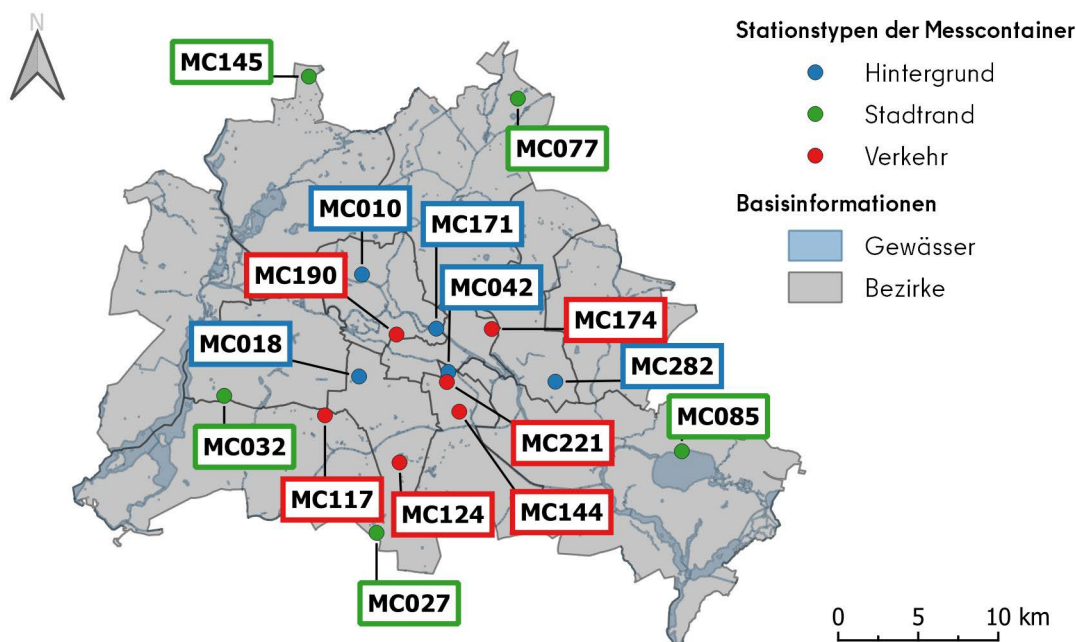 N
MC145
MC077
MC010
MC171
MC190
MC042
MC174
MC018
MC282
MC085
MC032
MC221
MC117
MC124
MC144
MC027
Stationstypen der Messcontainer
Hintergrund
Stadtrand
Verkehr
Basisinformationen
Gewässer
Bezirke
0 5 10 km